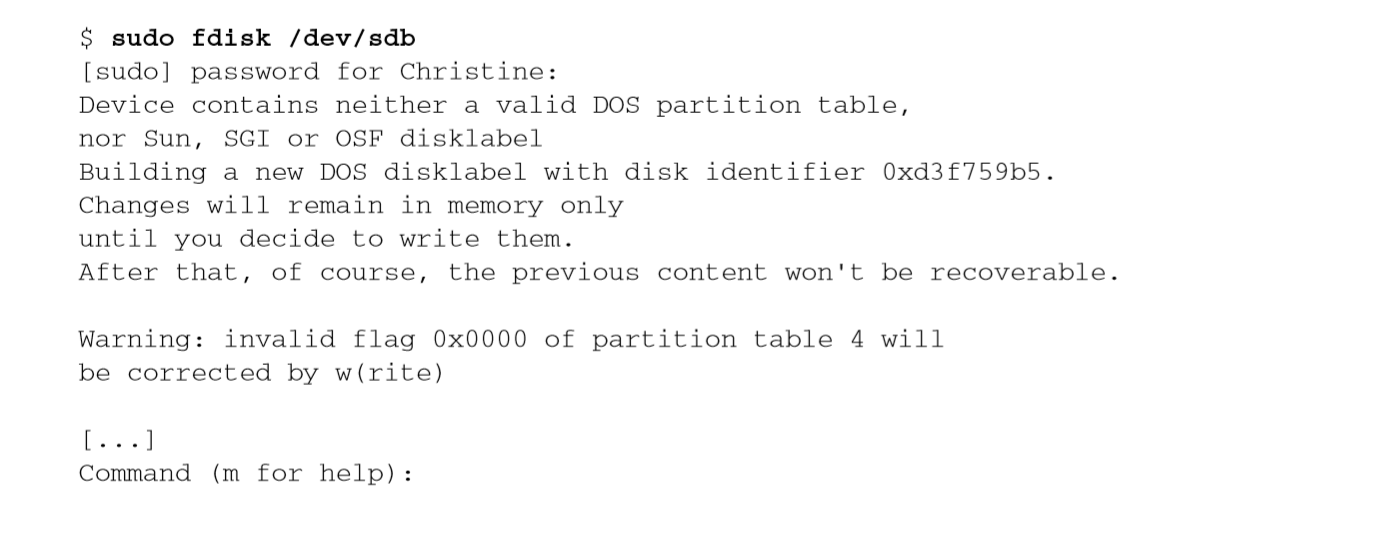 $ sudo fdisk /dev/sdb
[sudo] password for Christine:
Device contains neither a valid DOS partition table,
nor Sun, SGI or OSF disklabel
Building a new DOS disklabel with disk identifier 0xd3f759b5.
Changes will remain in memory only
until you decide to write them.
After that, of course, the previous content won't be recoverable.
Warning: invalid flag 0x0000 of partition table 4 will
be corrected by w(rite)
[...]
Command (m for help):